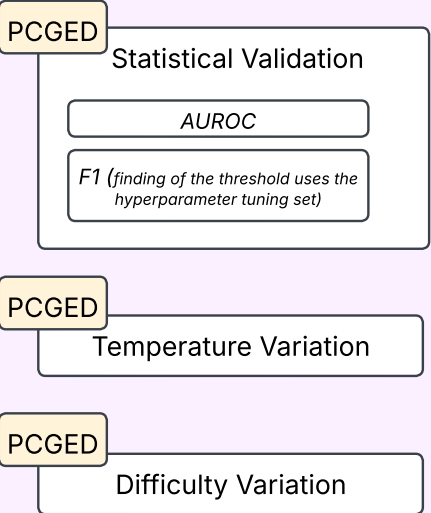 PCGED
Statistical Validation
AUROC
F1 (finding of the threshold uses the
hyperparameter tuning set)
PCGED
Temperature Variation
PCGED
Difficulty Variation